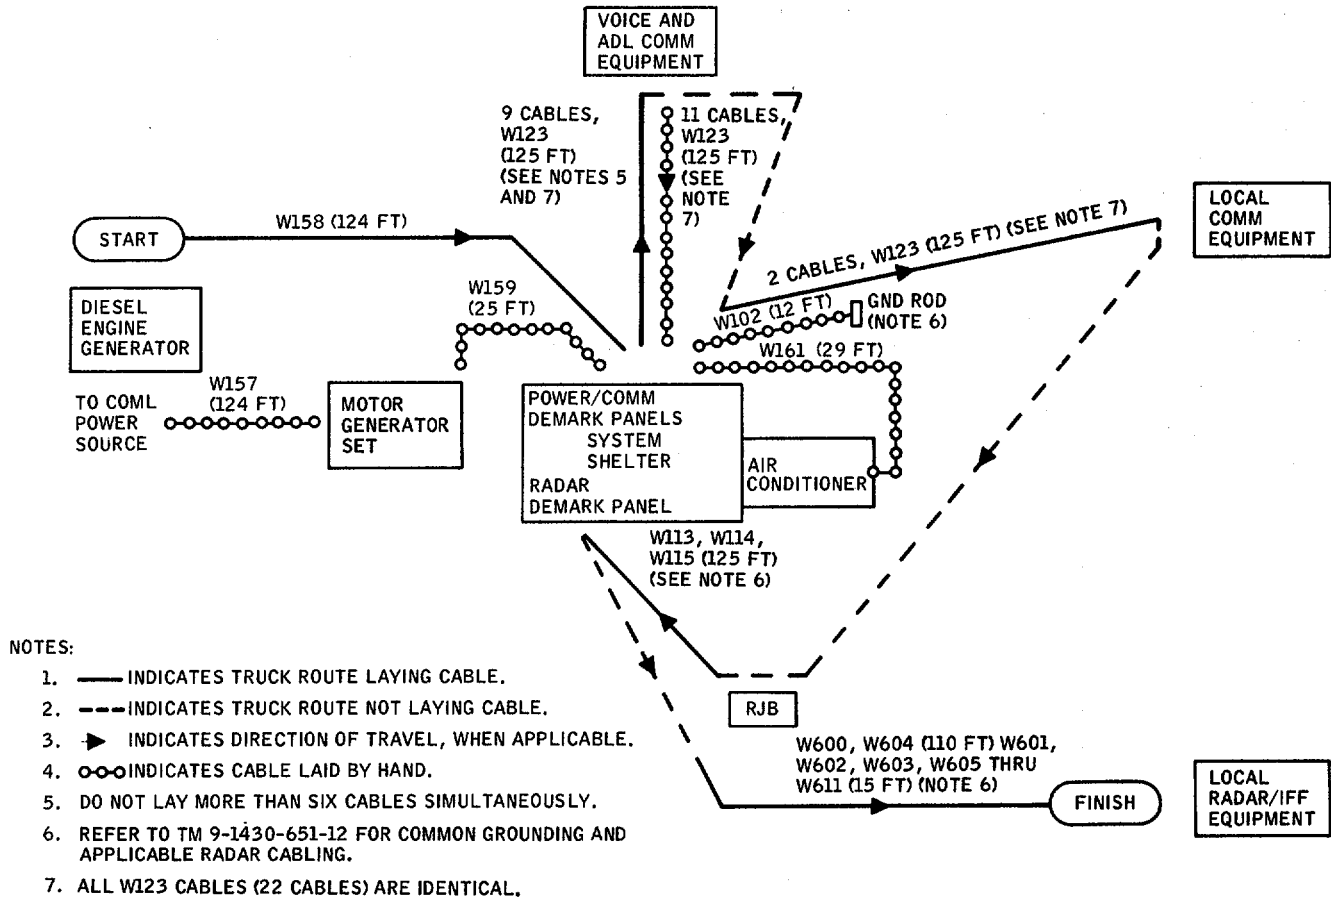 VOICE AND
ADL COMM
EQUIPMENT
9 CABLES,
W123
(125 FT)
(SEE NOTES 5
AND 7)
11 CABLES,
W123
(125 FT)
(SEE
NOTE
7)
START
W158 (124 FT)
2 CABLES, W123 (125 FT) (SEE NOTE 7)
LOCAL
COMM
EQUIPMENT
DIESEL
ENGINE
GENERATOR
W159
(25 FT)
W102 (12 FT)
GND ROD
(NOTE 6)
W161 (29 FT)
TO COML
POWER
SOURCE
W157
(124 FT)
MOTOR
GENERATOR
SET
POWER/COMM
DEMARK PANELS
SYSTEM
SHELTER
RADAR
DEMARK PANEL
AIR
CONDITIONER
W113, W114,
W115 (125 FT)
(SEE NOTE 6)
RJB
W600, W604 (110 FT) W601,
W602, W603, W605 THRU
W611 (15 FT) (NOTE 6)
FINISH
LOCAL
RADAR/IFF
EQUIPMENT
NOTES:
1. INDICATES TRUCK ROUTE LAYING CABLE.
2. INDICATES TRUCK ROUTE NOT LAYING CABLE.
3. INDICATES DIRECTION OF TRAVEL, WHEN APPLICABLE.
4. INDICATES CABLE LAID BY HAND.
5. DO NOT LAY MORE THAN SIX CABLES SIMULTANEOUSLY.
6. REFER TO TM 9-1430-651-12 FOR COMMON GROUNDING AND
APPLICABLE RADAR CABLING.
7. ALL W123 CABLES (22 CABLES) ARE IDENTICAL.